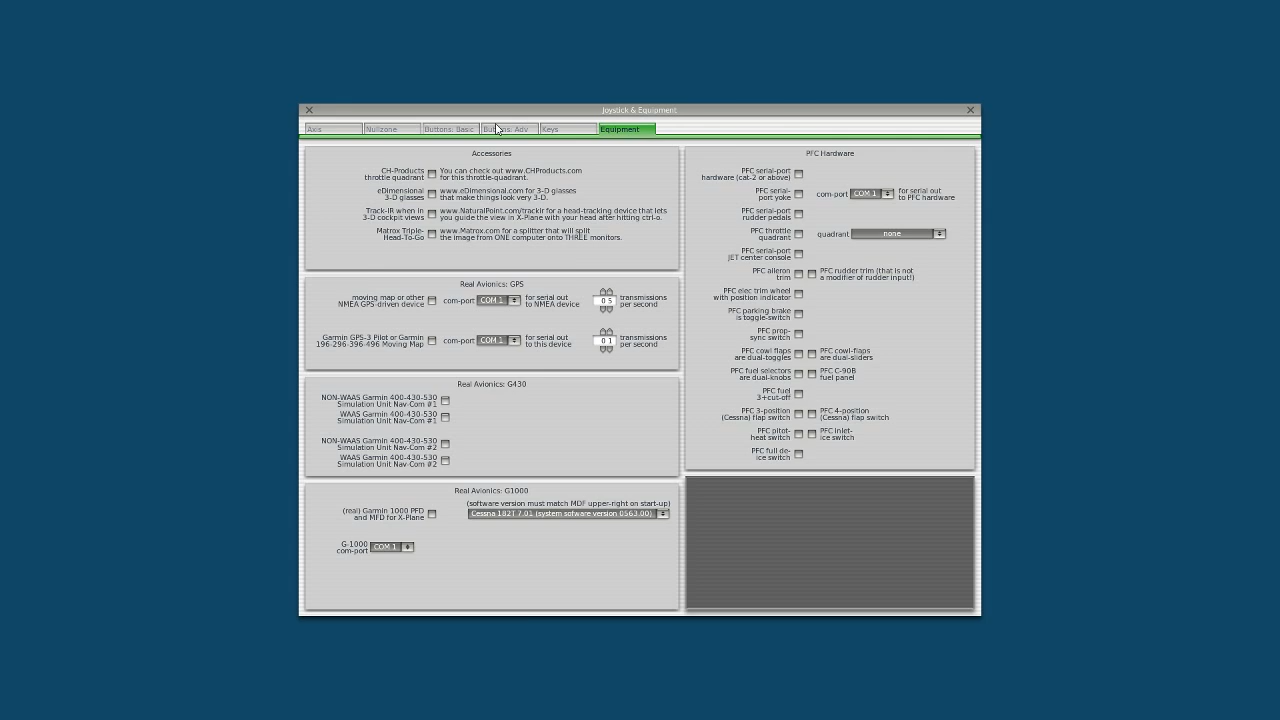 Joystick & Equipment
Axis
Nullzone
Buttons: Basic
Buttons: Adv
Keys
Equipment
Accessories
CH-Products
throttle quadrant
You can check out www.CHProducts.com
for this throttle-quadrant.
eDimensional
3-D glasses
www.eDimensional.com for 3-D glasses
that make things look very 3-D.
Track-IR when in
3-D cockpit views
www.NaturalPoint.com/trackir for a head-tracking device that lets
you guide the view in X-Plane with your head after hitting ctrl-o.
Matrox Triple-
Head-To-Go
www.Matrox.com for a splitter that will split
the image from ONE computer onto THREE monitors.
Real Avionics: GPS
moving map or other
NMEA GPS-driven device
com-port
COM 1
for serial out
to NMEA device
0 5
transmissions
per second
Garmin GPS-3 Pilot or Garmin
196-296-396-496 Moving Map
com-port
COM 1
for serial out
to this device
0 1
transmissions
per second
Real Avionics: G430
NON-WAAS Garmin 400-430-530
Simulation Unit Nav-Com #1
WAAS Garmin 400-430-530
Simulation Unit Nav-Com #1
NON-WAAS Garmin 400-430-530
Simulation Unit Nav-Com #2
WAAS Garmin 400-430-530
Simulation Unit Nav-Com #2
Real Avionics: G1000
(software version must match MDF upper-right on start-up)
(real) Garmin 1000 PFD
and MFD for X-Plane
Cessna 182T 7.01 (system sofware version 0563.00)
G-1000
com-port
COM 1
PFC Hardware
PFC serial-port
hardware (cat-2 or above)
PFC serial-
port yoke
com-port
COM 1
for serial out
to PFC hardware
PFC serial-port
rudder pedals
PFC throttle
quadrant
quadrant
none
PFC serial-port
JET center console
PFC aileron
trim
PFC rudder trim (that is not
a modifier of rudder input!)
PFC elec trim wheel
with position indicator
PFC parking brake
is toggle-switch
PFC prop-
sync switch
PFC cowl flaps
are dual-toggles
PFC cowl-flaps
are dual-sliders
PFC fuel selectors
are dual-knobs
PFC C-90B
fuel panel
PFC fuel
3+cut-off
PFC 3-position
(Cessna) flap switch
PFC 4-position
(Cessna) flap switch
PFC pitot-
heat switch
PFC inlet-
ice switch
PFC full de-
ice switch